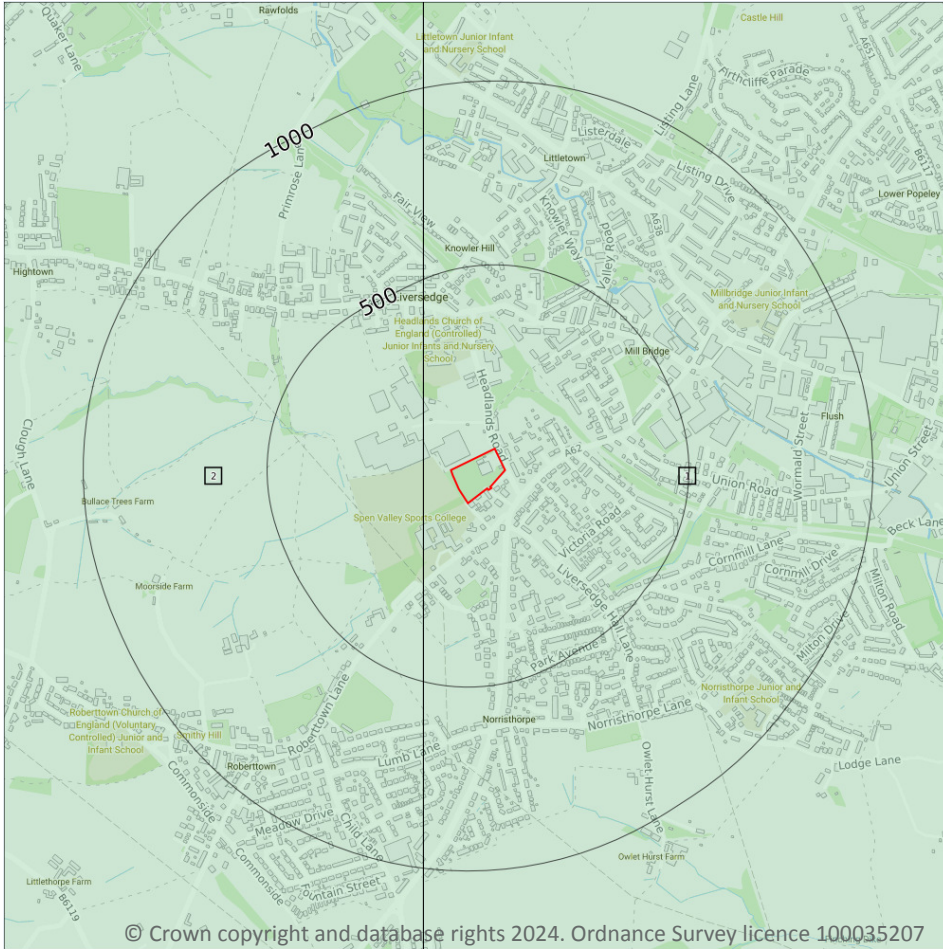 Rawfolds
Quaker Lane
Castle Hill
Littletown Junior Infant
and Nursery School
A651
Arthcliffe Parade
Listing Lane
1000
Listerdale
B6117
Littletown
Listing Drive
Primrose Lane
Lower Popeley
Fair View
Knowler Way
A638
Valley Road
Knowler Hill
Hightown
500
Liversedge
Millbridge Junior Infant
and Nursery School
Headlands Church of
England (Controlled)
Junior Infants and Nursery
School)
Mill Bridge
Headlands Road
Flush
Clough Lane
A62
Wormald Street
Union Street
2
1
Union Road
Bullace Trees Farm
Spen Valley Sports College
Victoria Road
Beck Lane
Cornmill Lane
Cornmill Drive
Moorside Farm
Liversedge Hall Lane
Milton Road
Milton Drive
Park Avenue
Norristhorpe Junior and
Infant School
Roberttown Lane
Roberttown Church of
England (Voluntary
Controlled) Junior and
Infant School
Norristhorpe
Norristhorpe Lane
Smithy Hill
Lumb Lane
Roberttown
Owlet Hurst Lane
Lodge Lane
Commonside
Meadow Drive
Child Lane
Owlet Hurst Farm
Commonside
Littlethorpe Farm
Fountain Street
B6119
© Crown copyright and database rights 2024. Ordnance Survey licence 100035207